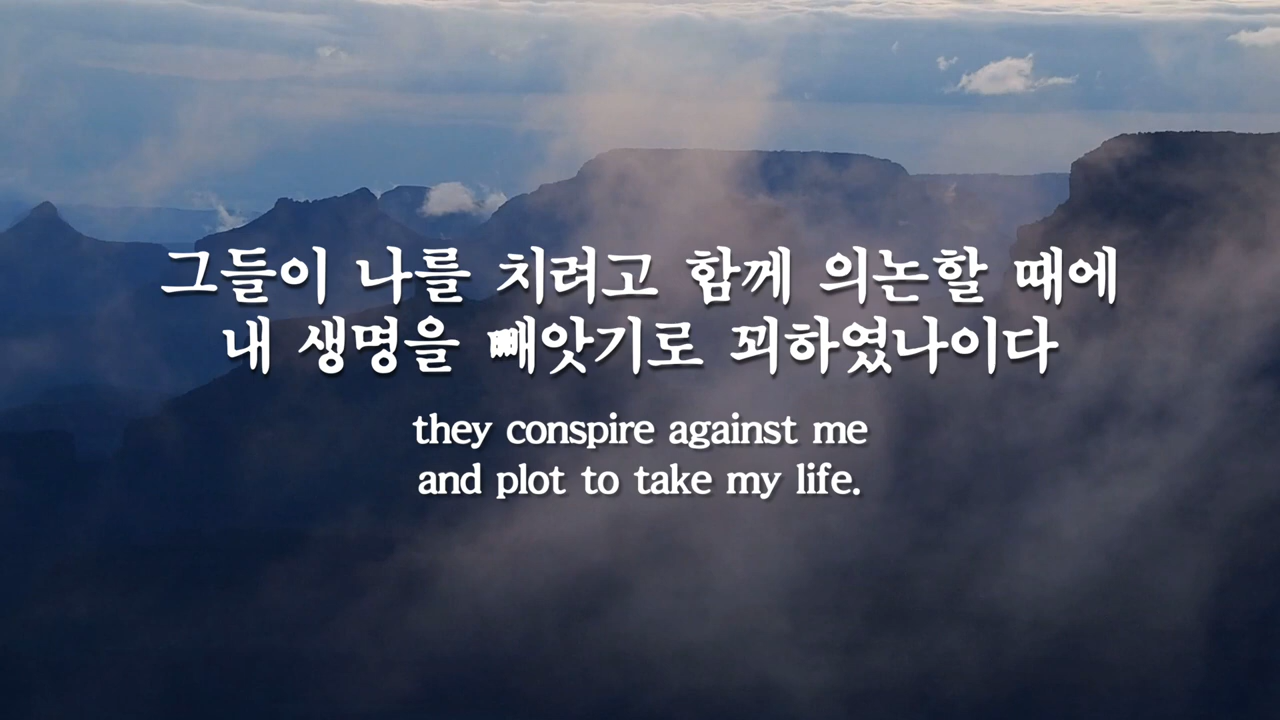 그들이 나를 치려고 함께 의논할 때에
내 생명을 빼앗기로 꾀하였나이다
they conspire against me
and plot to take my life.